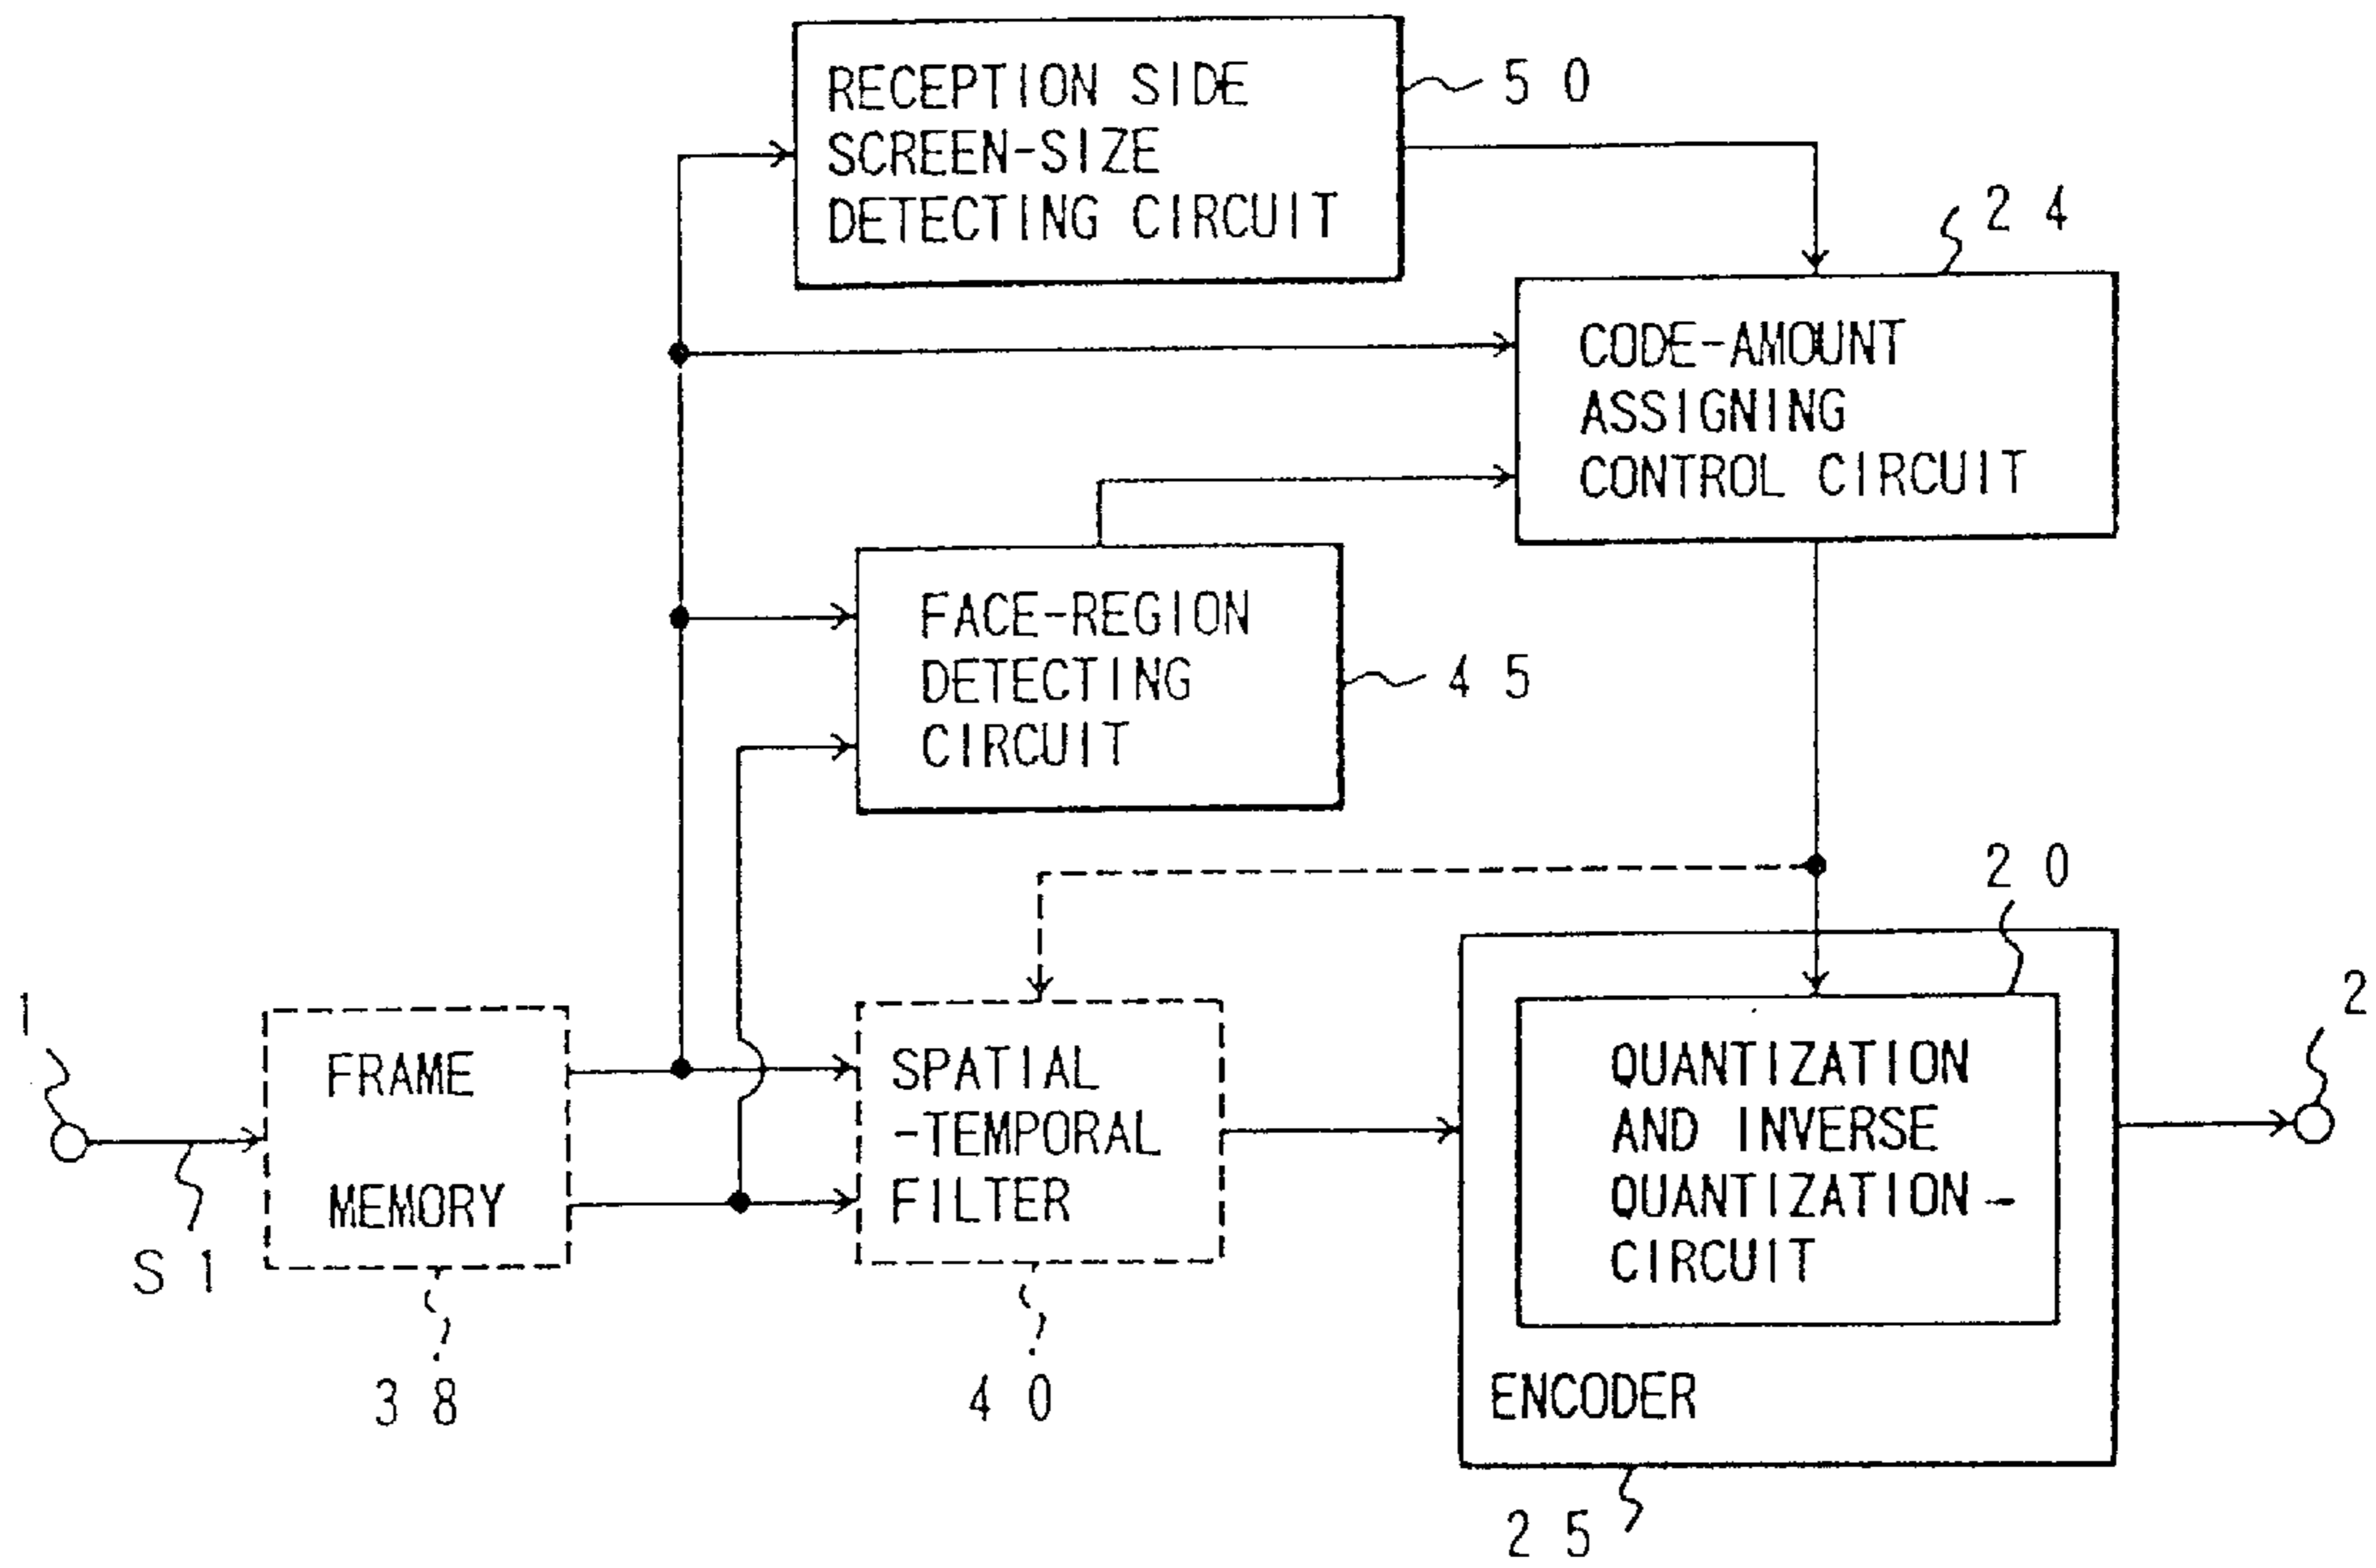 RECEPTION SIDE
SCREEN-SIZE
DETECTING CIRCUIT
50
24
CODE-AMOUNT
ASSIGNING
CONTROL CIRCUIT
FACE-REGION
DETECTING
CIRCUIT
45
20
1
S1
FRAME
MEMORY
38
SPATIAL
-TEMPORAL
FILTER
40
QUANTIZATION
AND INVERSE
QUANTIZATION-
CIRCUIT
ENCODER
25
2